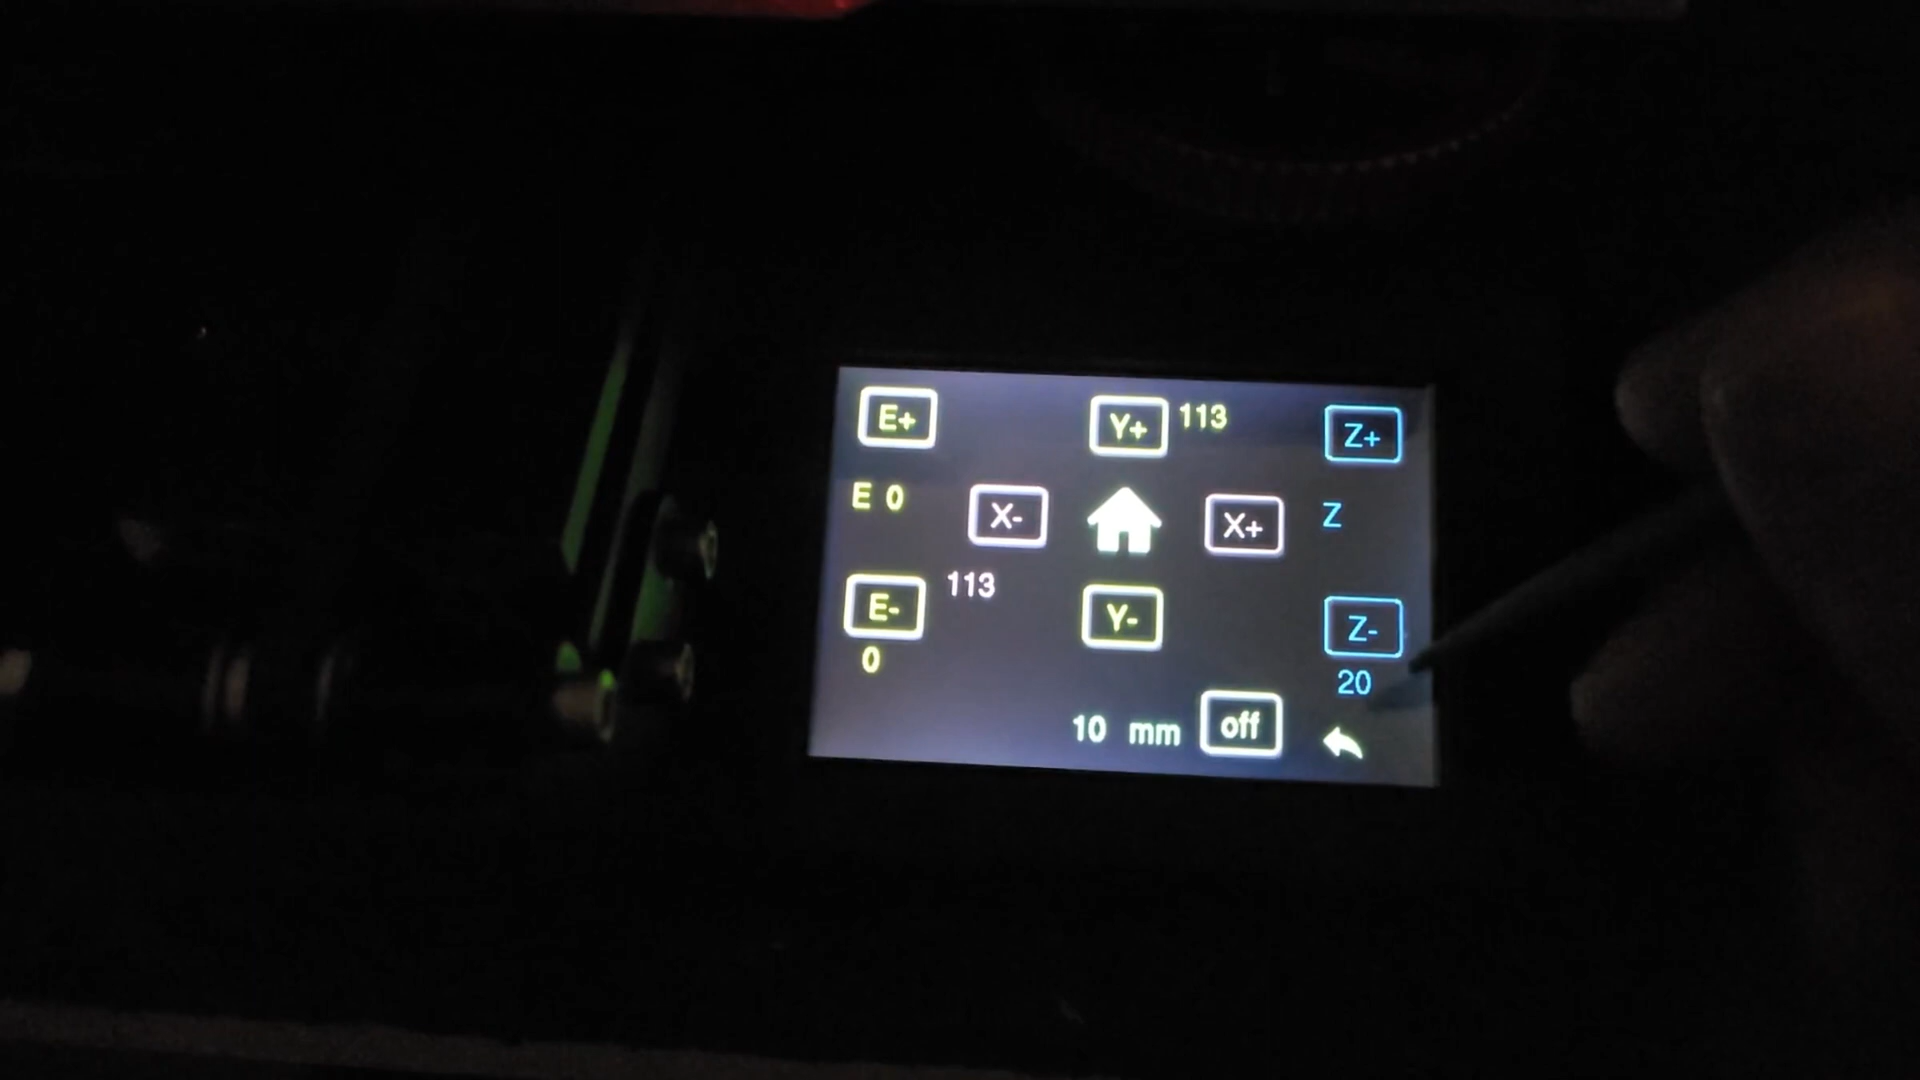 E+ Y+ 113 Z+
E 0 X- X+ Z
E- 113 Y- Z-
0 20
10 mm off